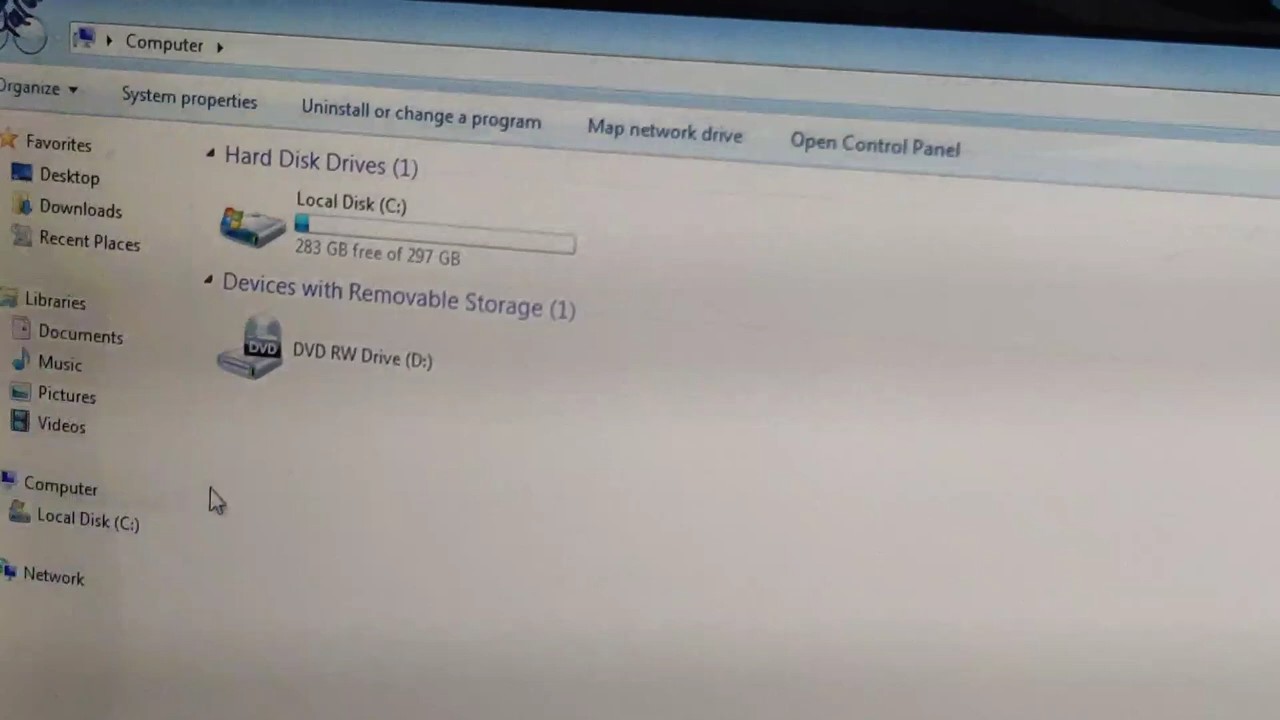 Computer
Organize
System properties
Uninstall or change a program
Map network drive
Open Control Panel
Favorites
Desktop
Downloads
Recent Places
Libraries
Documents
Music
Pictures
Videos
Computer
Local Disk (C:)
Network
Hard Disk Drives (1)
Local Disk (C:)
283 GB free of 297 GB
Devices with Removable Storage (1)
DVD
DVD RW Drive (D:)